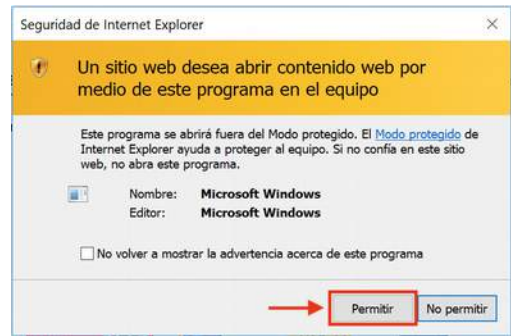 Seguridad de Internet Explorer
Un sitio web desea abrir contenido web por
medio de este programa en el equipo
Este programa se abrirá fuera del Modo protegido. El Modo protegido de
Internet Explorer ayuda a proteger al equipo. Si no confía en este sitio
web, no abra este programa.
Nombre: Microsoft Windows
Editor: Microsoft Windows
No volver a mostrar la advertencia acerca de este programa
Permitir No permitir